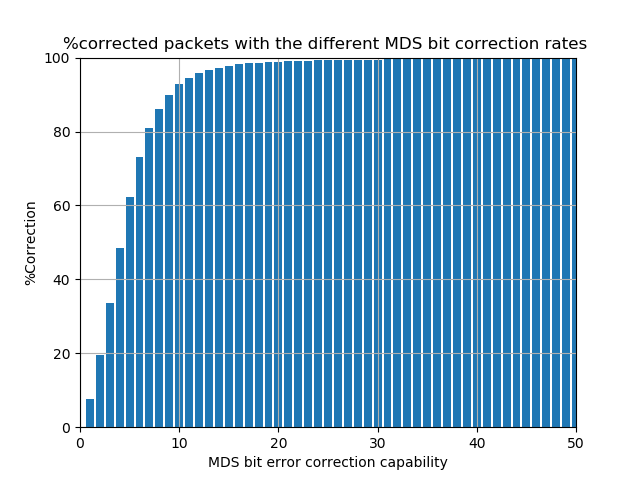 %corrected packets with the different MDS bit correction rates
100
80
60
40
20
0
%Correction
0 10 20 30 40 50
MDS bit error correction capability